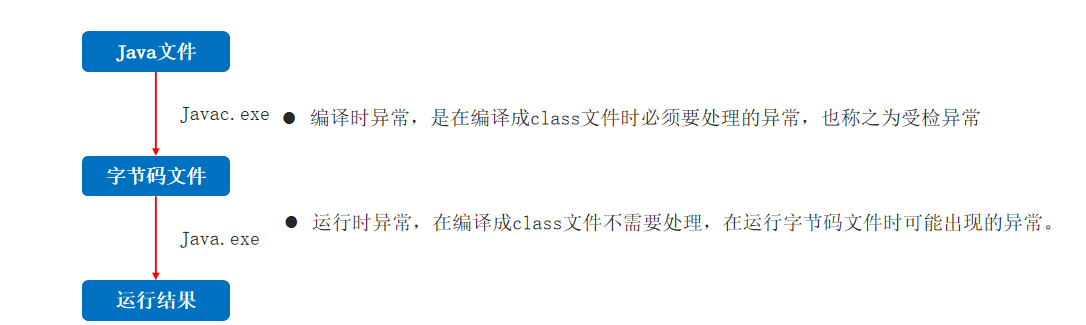 Java文件
Javac.exe
● 编译时异常，是在编译成class文件时必须要处理的异常，也称之为受检异常
字节码文件
● 运行时异常，在编译成class文件不需要处理，在运行字节码文件时可能出现的异常。
Java.exe
运行结果